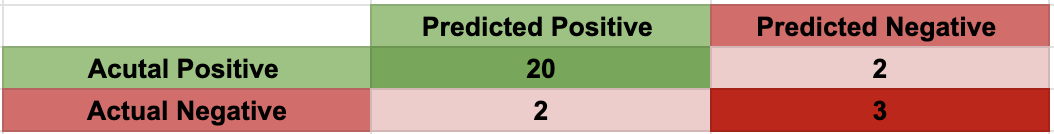 Predicted Positive Predicted Negative
Acutal Positive 20 2
Actual Negative 2 3